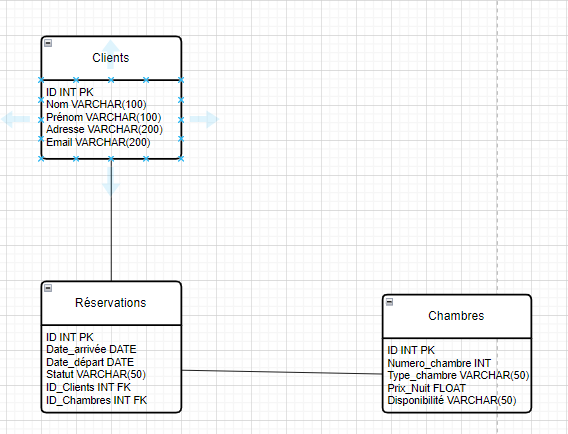 Clients
ID INT PK
Nom VARCHAR(100)
Prénom VARCHAR(100)
Adresse VARCHAR(200)
Email VARCHAR(200)
Réservations
ID INT PK
Date_arrivée DATE
Date_départ DATE
Statut VARCHAR(50)
ID_Clients INT FK
ID_Chambres INT FK
Chambres
ID INT PK
Numero_chambre INT
Type_chambre VARCHAR(50)
Prix_Nuit FLOAT
Disponibilité VARCHAR(50)